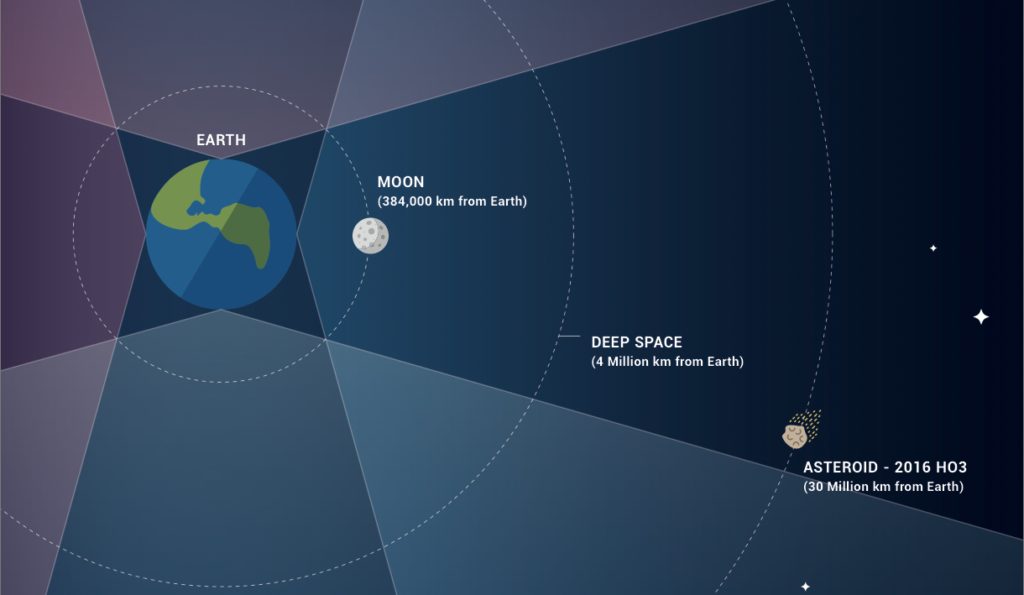 EARTH
MOON
(384,000 km from Earth)
DEEP SPACE
(4 Million km from Earth)
ASTEROID - 2016 HO3
(30 Million km from Earth)